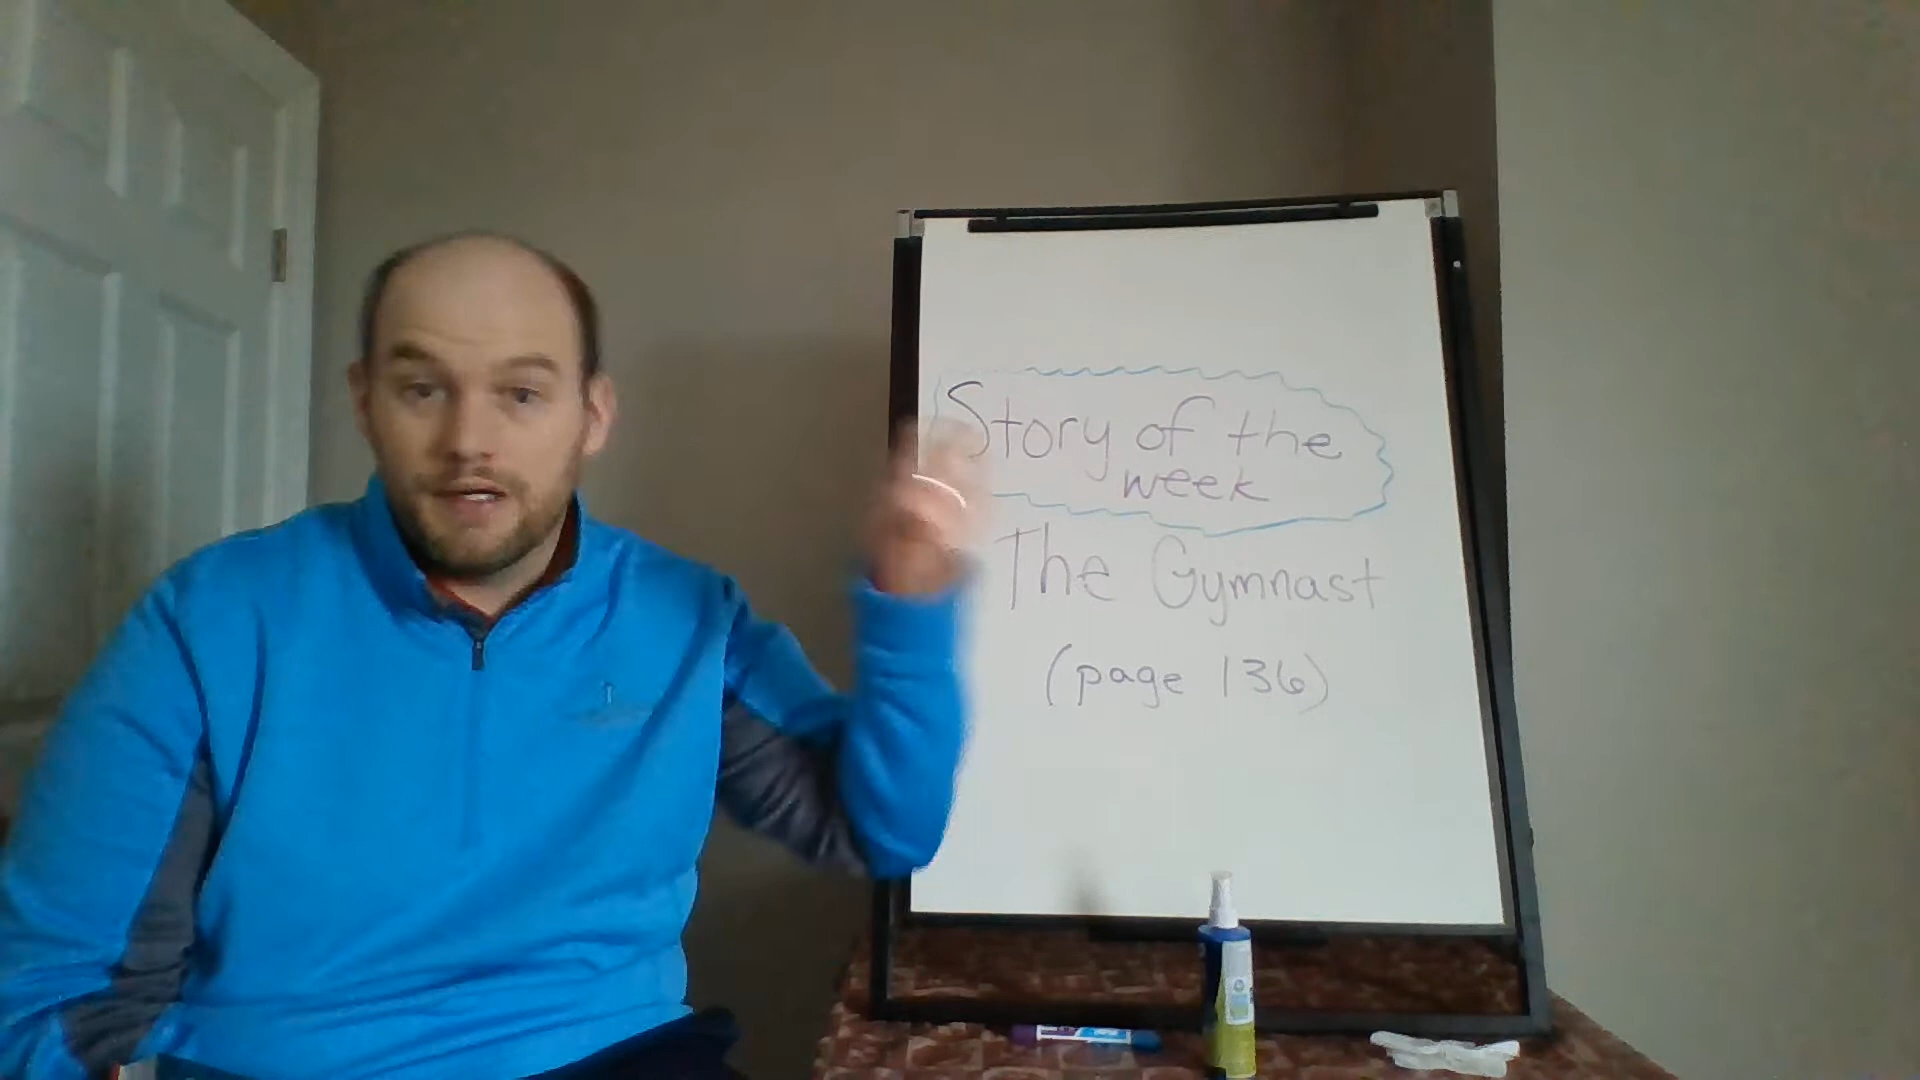 Story of the
week
The Gymnast
(page 136)